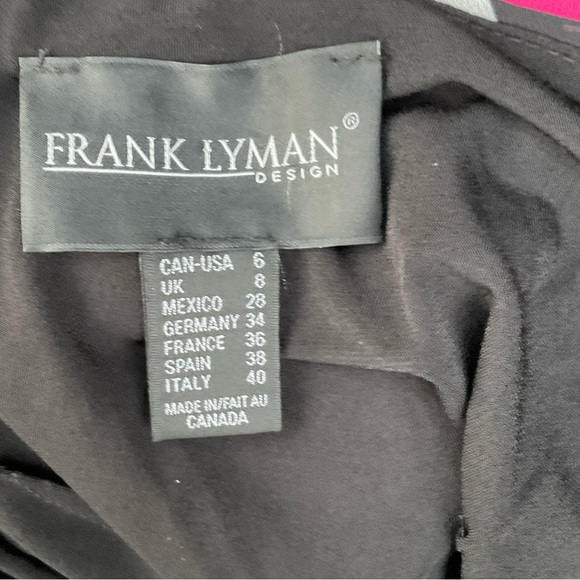 FRANK LYMAN®
DESIGN
CAN-USA 6
UK 8
MEXICO 28
GERMANY 34
FRANCE 36
SPAIN 38
ITALY 40
MADE IN/FAIT AU
CANADA